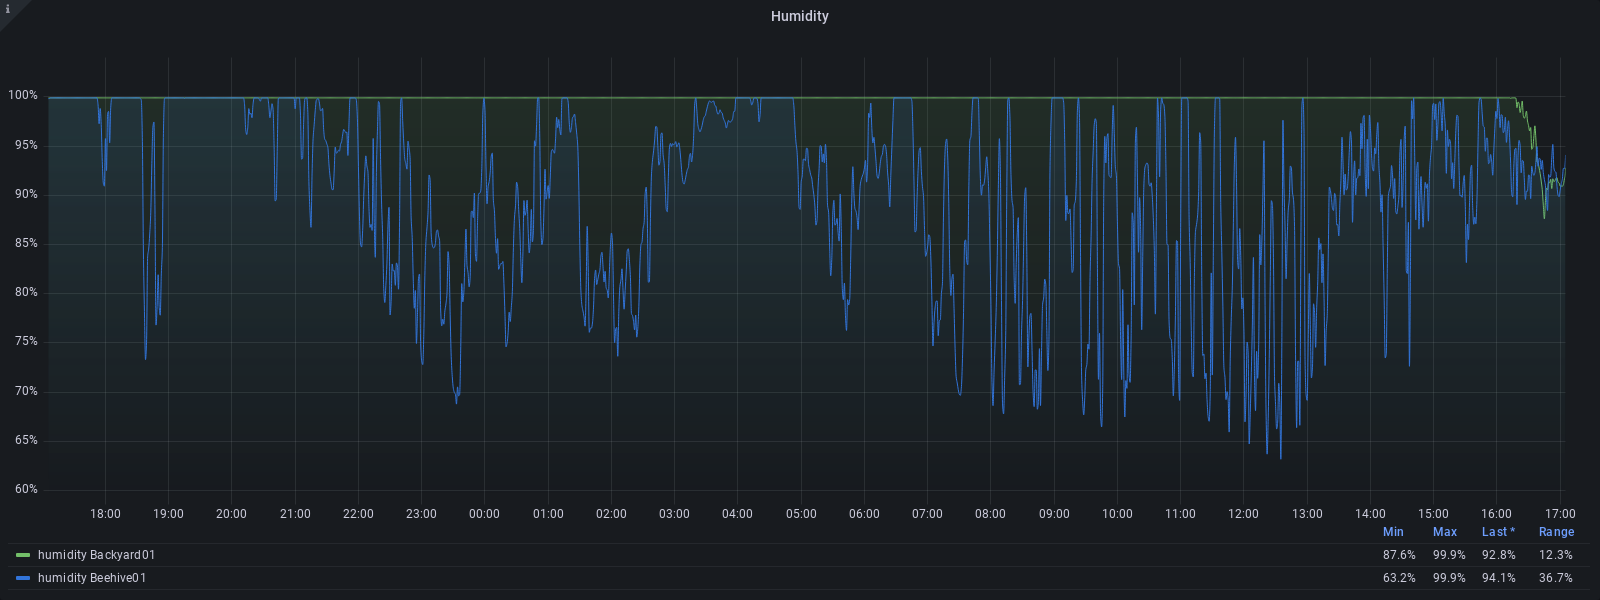 i
Humidity
100%
95%
90%
85%
80%
75%
70%
65%
60%
18:00 19:00 20:00 21:00 22:00 23:00 00:00 01:00 02:00 03:00 04:00 05:00 06:00 07:00 08:00 09:00 10:00 11:00 12:00 13:00 14:00 15:00 16:00 17:00
Min Max Last * Range
humidity Backyard01 87.6% 99.9% 92.8% 12.3%
humidity Beehive01 63.2% 99.9% 94.1% 36.7%